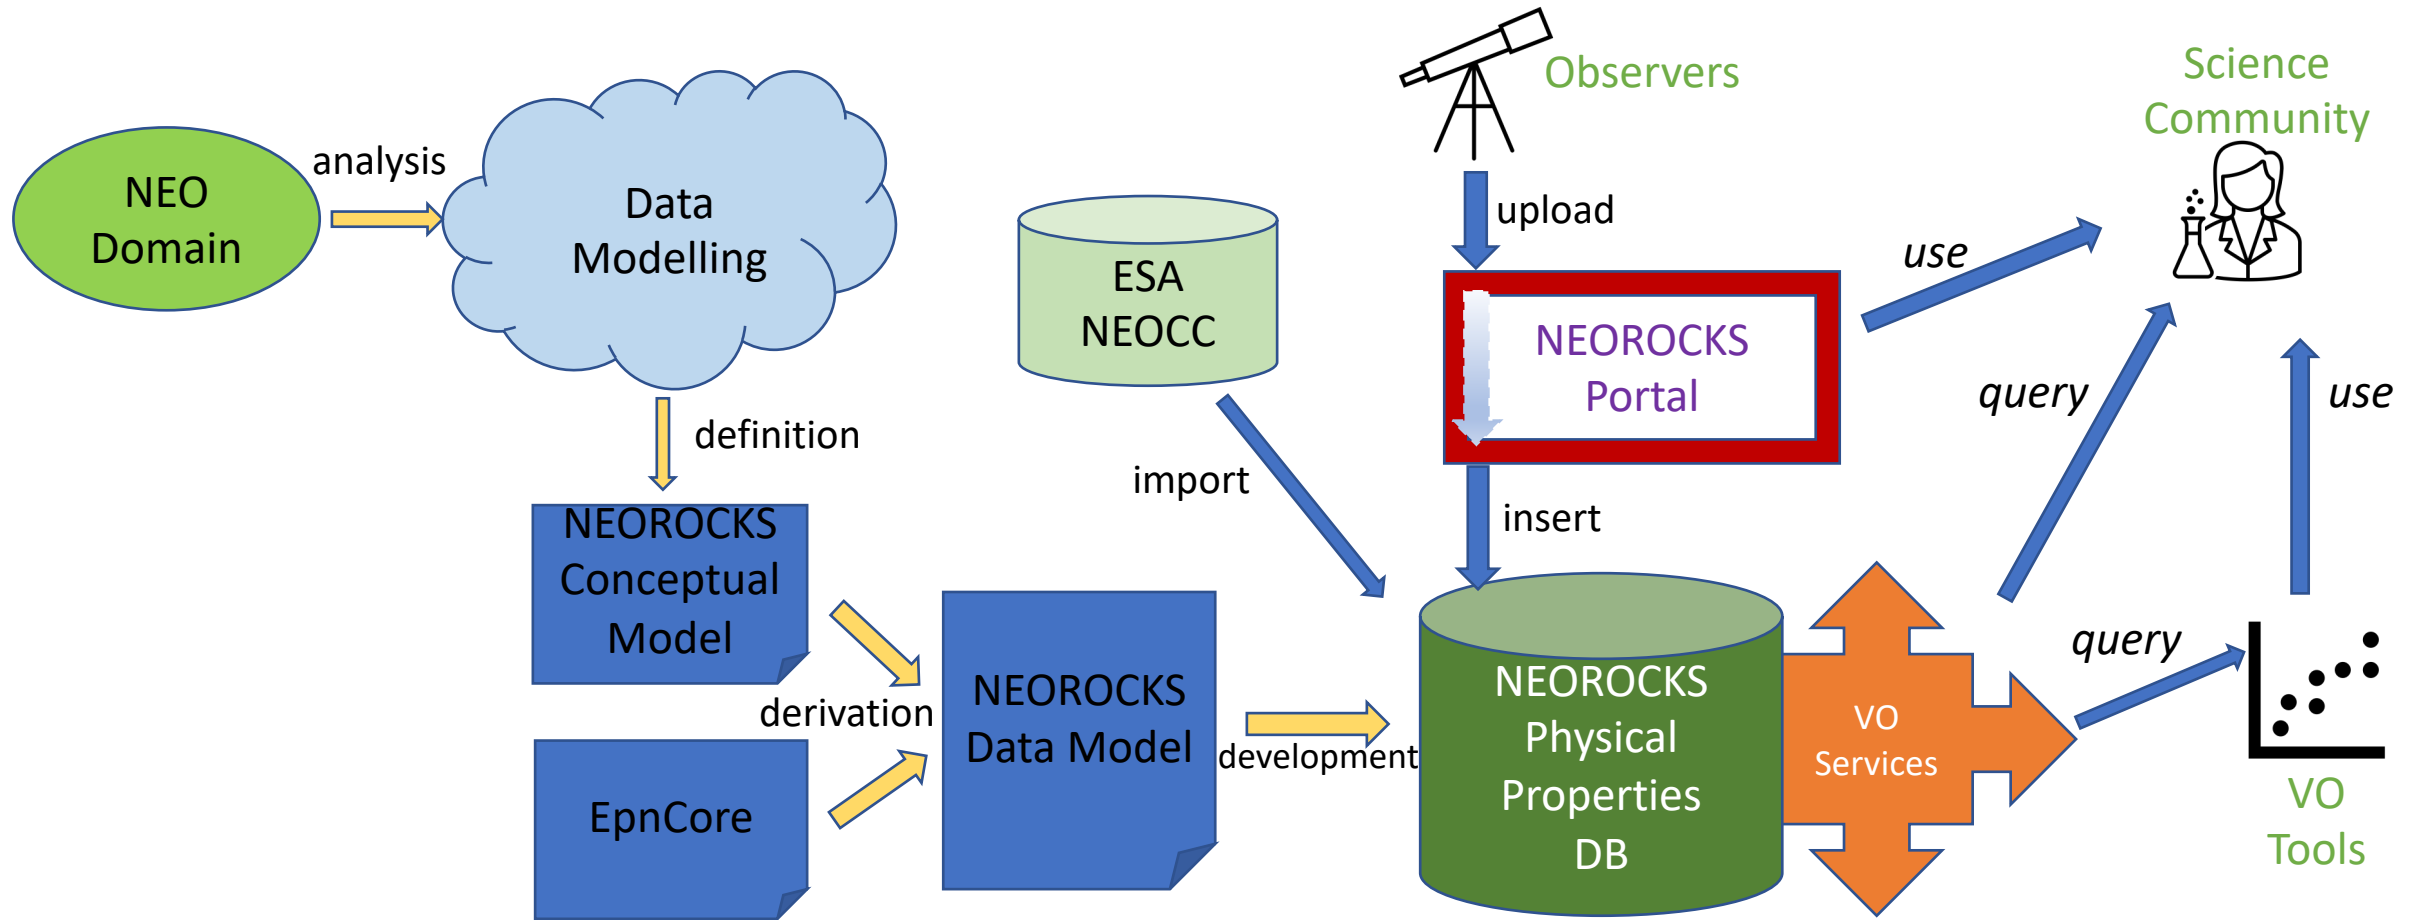 NEO
Domain
analysis
Data
Modelling
definition
NEOROCKS
Conceptual
Model
EpnCore
derivation
NEOROCKS
Data Model
development
ESA
NEOCC
import
Observers
upload
NEOROCKS
Portal
insert
NEOROCKS
Physical
Properties
DB
VO
Services
use
query
query
use
Science
Community
VO
Tools